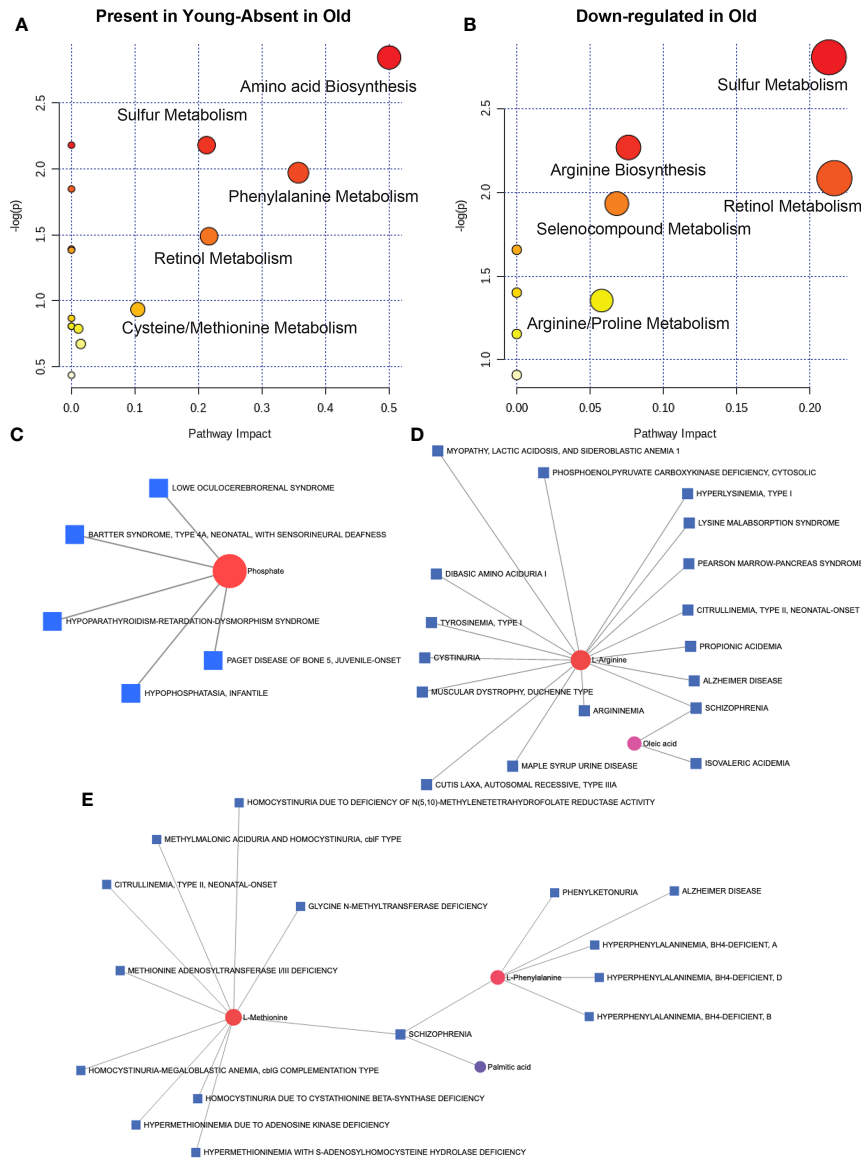 A
Present in Young-Absent in Old
Amino acid Biosynthesis
Sulfur Metabolism
Phenylalanine Metabolism
Retinol Metabolism
Cysteine/Methionine Metabolism
-log(p)
2.5
2.0
1.5
1.0
0.5
0.0
0.1
0.2
0.3
0.4
0.5
Pathway Impact
B
Down-regulated in Old
Sulfur Metabolism
Arginine Biosynthesis
Retinol Metabolism
Selenocompound Metabolism
Arginine/Proline Metabolism
-log(p)
2.5
2.0
1.5
1.0
0.00
0.05
0.10
0.15
0.20
Pathway Impact
C
LOWE OCULOCEREBRORENAL SYNDROME
BARTTER SYNDROME, TYPE 4A, NEONATAL, WITH SENSORINEURAL DEAFNESS
Phosphate
HYPOPARATHYROIDISM-RETARDATION-DYSMORPHISM SYNDROME
PAGET DISEASE OF BONE 5, JUVENILE-ONSET
HYPOPHOSPHATASIA, INFANTILE
D
MYOPATHY, LACTIC ACIDOSIS, AND SIDEROBLASTIC ANEMIA 1
PHOSPHOENOLPYRUVATE CARBOXYKINASE DEFICIENCY, CYTOSOLIC
HYPERLYSINEMIA, TYPE I
LYSINE MALABSORPTION SYNDROME
PEARSON MARROW-PANCREAS SYNDROME
DIBASIC AMINO ACIDURIA I
CITRULLINEMIA, TYPE II, NEONATAL-ONSET
TYROSINEMIA, TYPE I
PROPIONIC ACIDEMIA
CYSTINURIA
L-Arginine
ALZHEIMER DISEASE
MUSCULAR DYSTROPHY, DUCHENNE TYPE
ARGININEMIA
SCHIZOPHRENIA
Oleic acid
ISOVALERIC ACIDEMIA
MAPLE SYRUP URINE DISEASE
CUTIS LAXA, AUTOSOMAL RECESSIVE, TYPE IIIA
E
HOMOCYSTINURIA DUE TO DEFICIENCY OF N(5,10)-METHYLENETETRAHYDROFOLATE REDUCTASE ACTIVITY
METHYLMALONIC ACIDURIA AND HOMOCYSTINURIA, cblF TYPE
CITRULLINEMIA, TYPE II, NEONATAL-ONSET
GLYCINE N-METHYLTRANSFERASE DEFICIENCY
PHENYLKETONURIA
ALZHEIMER DISEASE
HYPERPHENYLALANINEMIA, BH4-DEFICIENT, A
METHIONINE ADENOSYLTRANSFERASE I/III DEFICIENCY
L-Phenylalanine
HYPERPHENYLALANINEMIA, BH4-DEFICIENT, D
L-Methionine
HYPERPHENYLALANINEMIA, BH4-DEFICIENT, B
SCHIZOPHRENIA
Palmitic acid
HOMOCYSTINURIA-MEGALOBLASTIC ANEMIA, cblG COMPLEMENTATION TYPE
HOMOCYSTINURIA DUE TO CYSTATHIONINE BETA-SYNTHASE DEFICIENCY
HYPERMETHIONINEMIA DUE TO ADENOSINE KINASE DEFICIENCY
HYPERMETHIONINEMIA WITH S-ADENOSYLHOMOCYSTEINE HYDROLASE DEFICIENCY